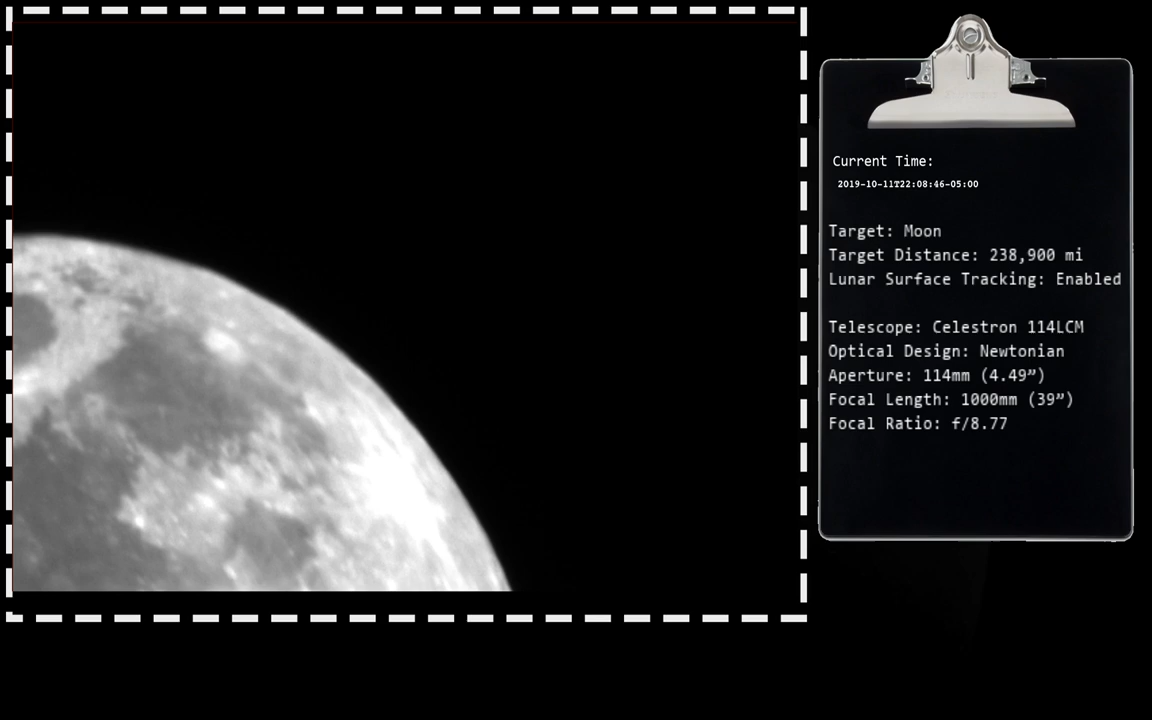 Current Time:
2019-10-11T22:08:46-05:00
Target: Moon
Target Distance: 238,900 mi
Lunar Surface Tracking: Enabled
Telescope: Celestron 114LCM
Optical Design: Newtonian
Aperture: 114mm (4.49”)
Focal Length: 1000mm (39”)
Focal Ratio: f/8.77